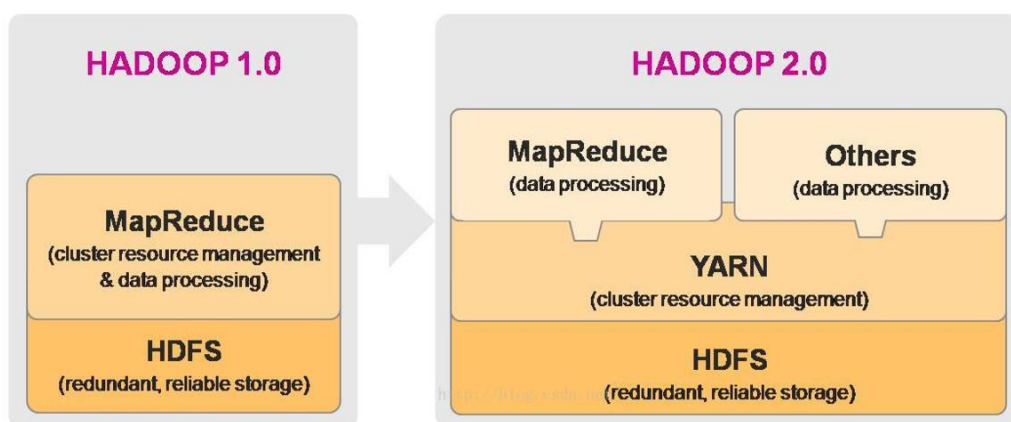 HADOOP 1.0
MapReduce
(cluster resource management
& data processing)
HDFS
(redundant, reliable storage)
HADOOP 2.0
MapReduce
(data processing)
Others
(data processing)
YARN
(cluster resource management)
HDFS
(redundant, reliable storage)